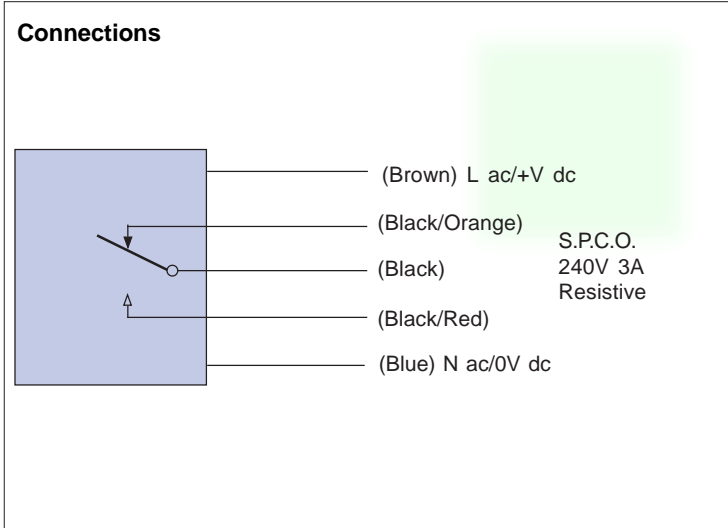 Connections
(Brown) L ac/+V dc
(Black/Orange)
(Black)
(Black/Red)
(Blue) N ac/0V dc
S.P.C.O.
240V 3A
Resistive